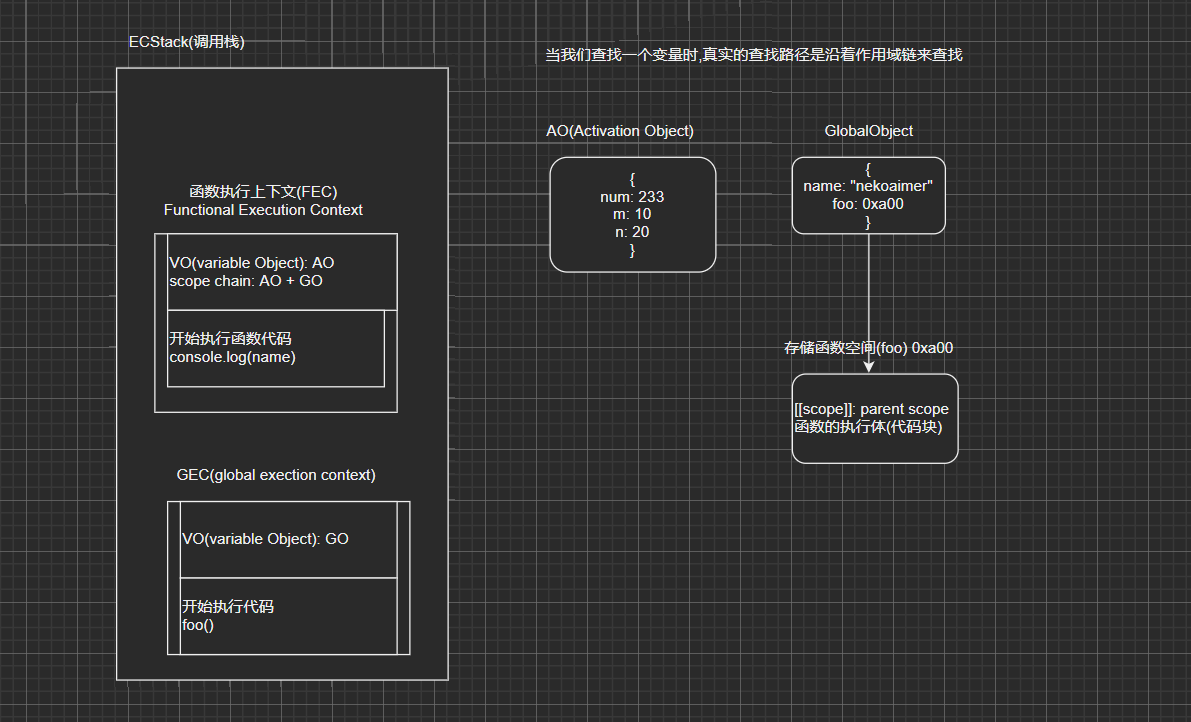 ECStack(调用栈)
当我们查找一个变量时,真实的查找路径是沿着作用域链来查找
函数执行上下文(FEC)
Functional Execution Context
VO(variable Object): AO
scope chain: AO + GO
开始执行函数代码
console.log(name)
GEC(global exection context)
VO(variable Object): GO
开始执行代码
foo()
AO(Activation Object)
{
num: 233
m: 10
n: 20
}
GlobalObject
{
name: "nekoaimer"
foo: 0xa00
}
存储函数空间(foo) 0xa00
[[scope]]: parent scope
函数的执行体(代码块)